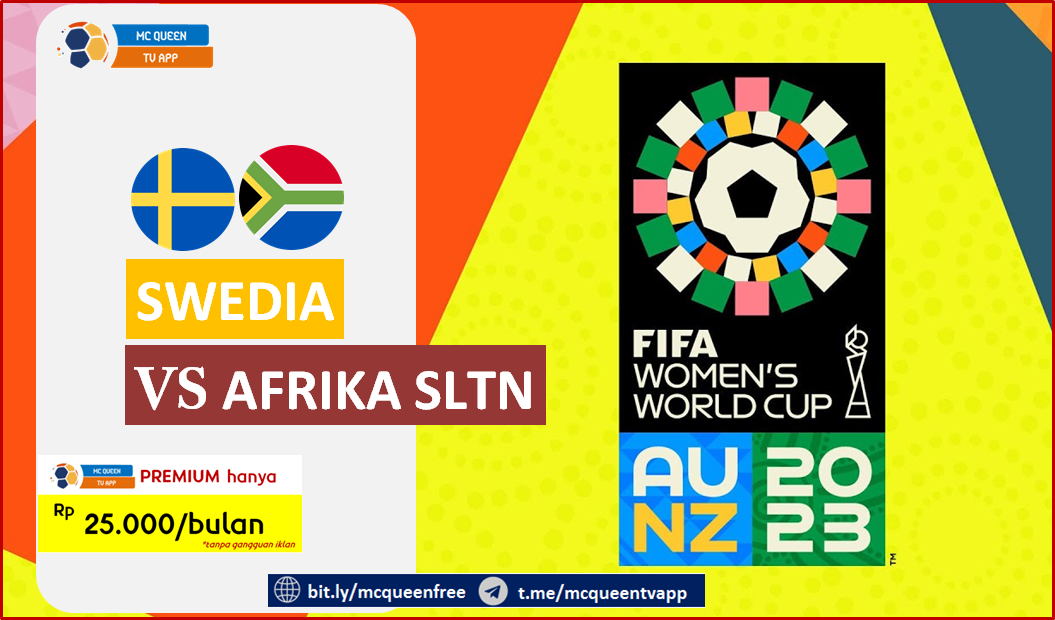 MC QUEEN
TV APP
SWEDIA
VS AFRIKA SLTN
MC QUEEN
TV APP
PREMIUM hanya
Rp 25.000/bulan
*tanpa gangguan iklan
bit.ly/mcqueenfree
t.me/mcqueentvapp
FIFA
WOMEN'S
WORLD CUP
AU 20
NZ 23
TM